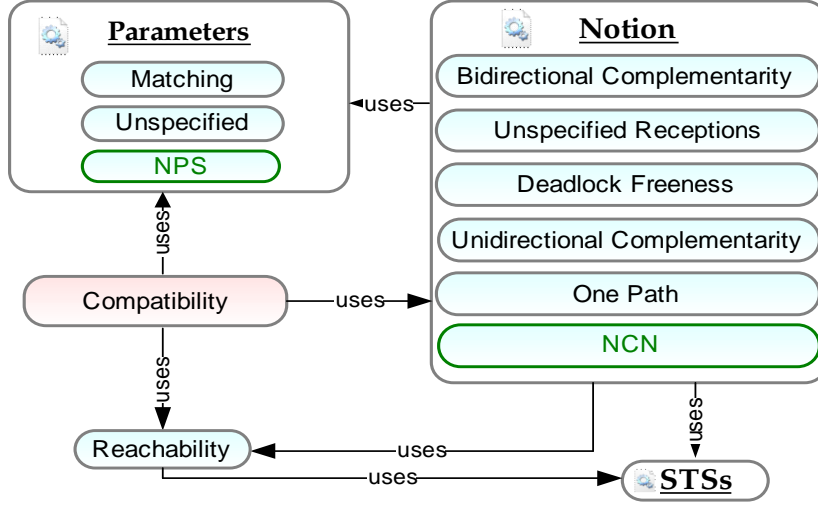 Parameters
Matching
Unspecified
NPS
uses
Notion
Bidirectional Complementarity
Unspecified Receptions
Deadlock Freeness
Unidirectional Complementarity
One Path
NCN
uses
Compatibility
uses
uses
Reachability
uses
uses
uses
STSs